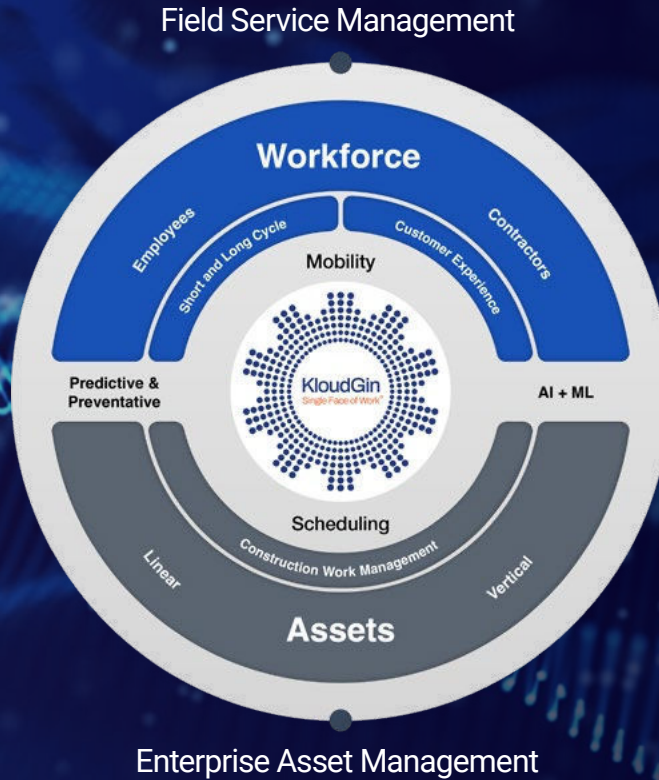 Field Service Management
Workforce
Employees
Contractors
Short and Long Cycle
Customer Experience
Mobility
Predictive &
Preventative
KloudGin
Single Face of Work®
AI + ML
Scheduling
Construction Work Management
Linear
Vertical
Assets
Enterprise Asset Management